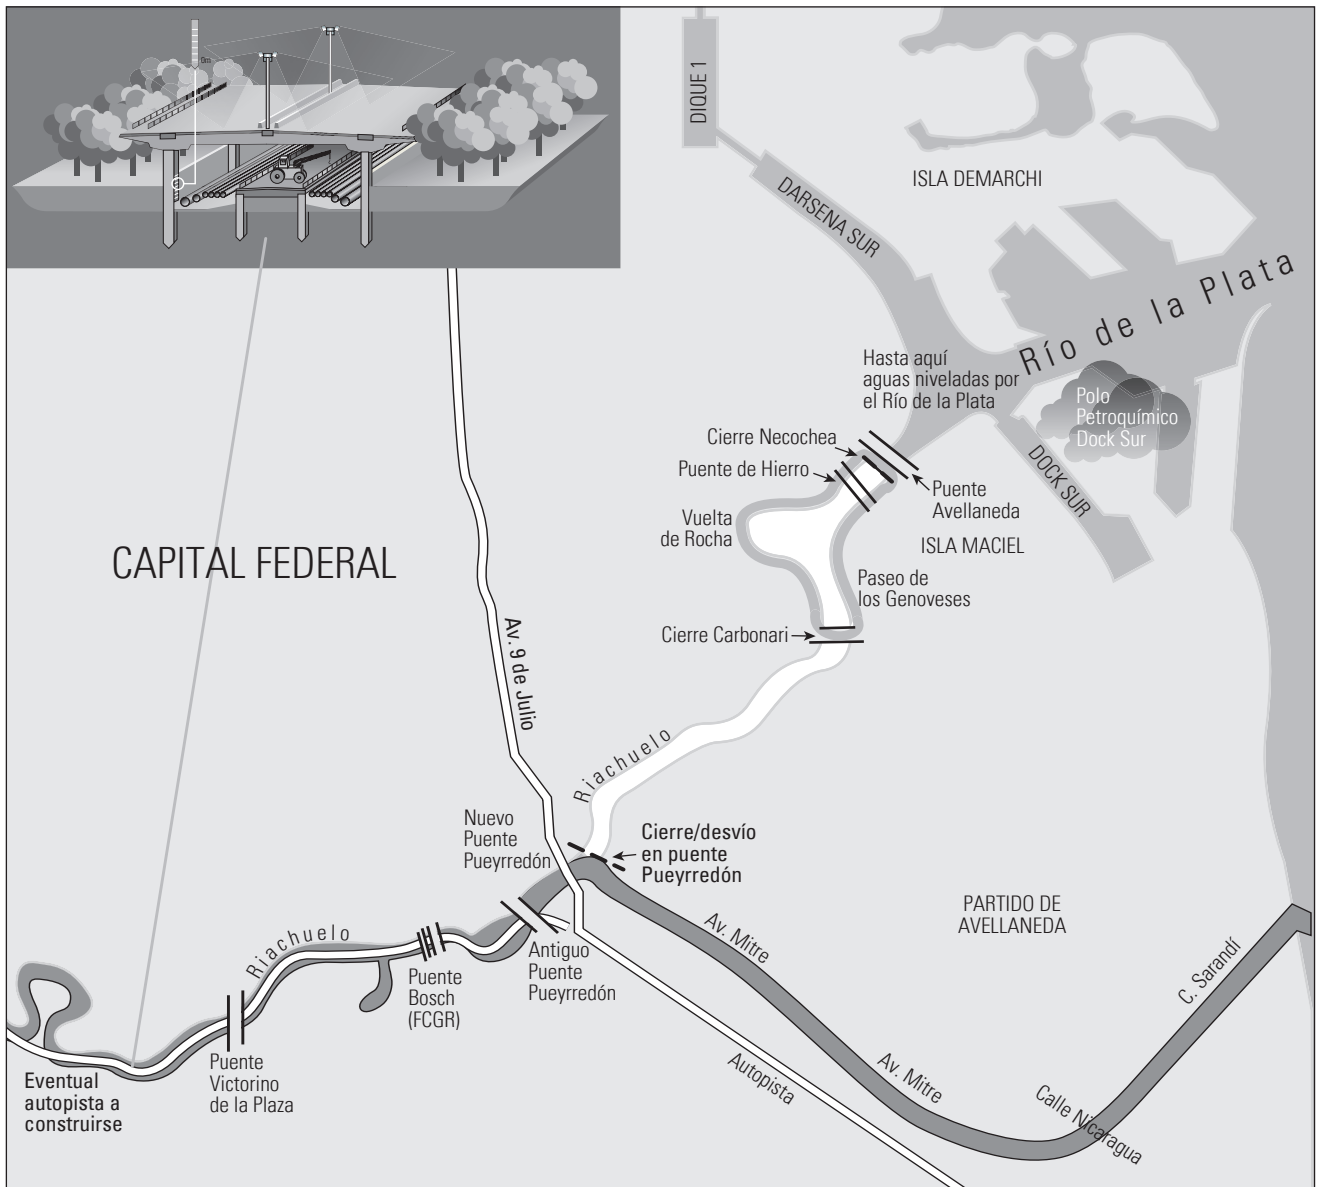 9m
DIQUE 1
ISLA DEMARCHI
DARSENA SUR
Río de la Plata
Hasta aquí
aguas niveladas por
el Río de la Plata
Polo
Petroquímico
Dock Sur
DOCK SUR
Cierre Necochea
Puente de Hierro
Puente
Avellaneda
Vuelta
de Rocha
ISLA MACIEL
Paseo de
los Genoveses
Cierre Carbonari
CAPITAL FEDERAL
Av. 9 de Julio
Riachuelo
Nuevo
Puente
Pueyrredón
Cierre/desvío
en puente
Pueyrredón
PARTIDO DE
AVELLANEDA
Av. Mitre
C. Sarandí
Riachuelo
Antiguo
Puente
Pueyrredón
Puente
Bosch
(FCGR)
Puente
Victorino
de la Plaza
Eventual
autopista a
construirse
Autopista
Av. Mitre
Calle Nicaragua